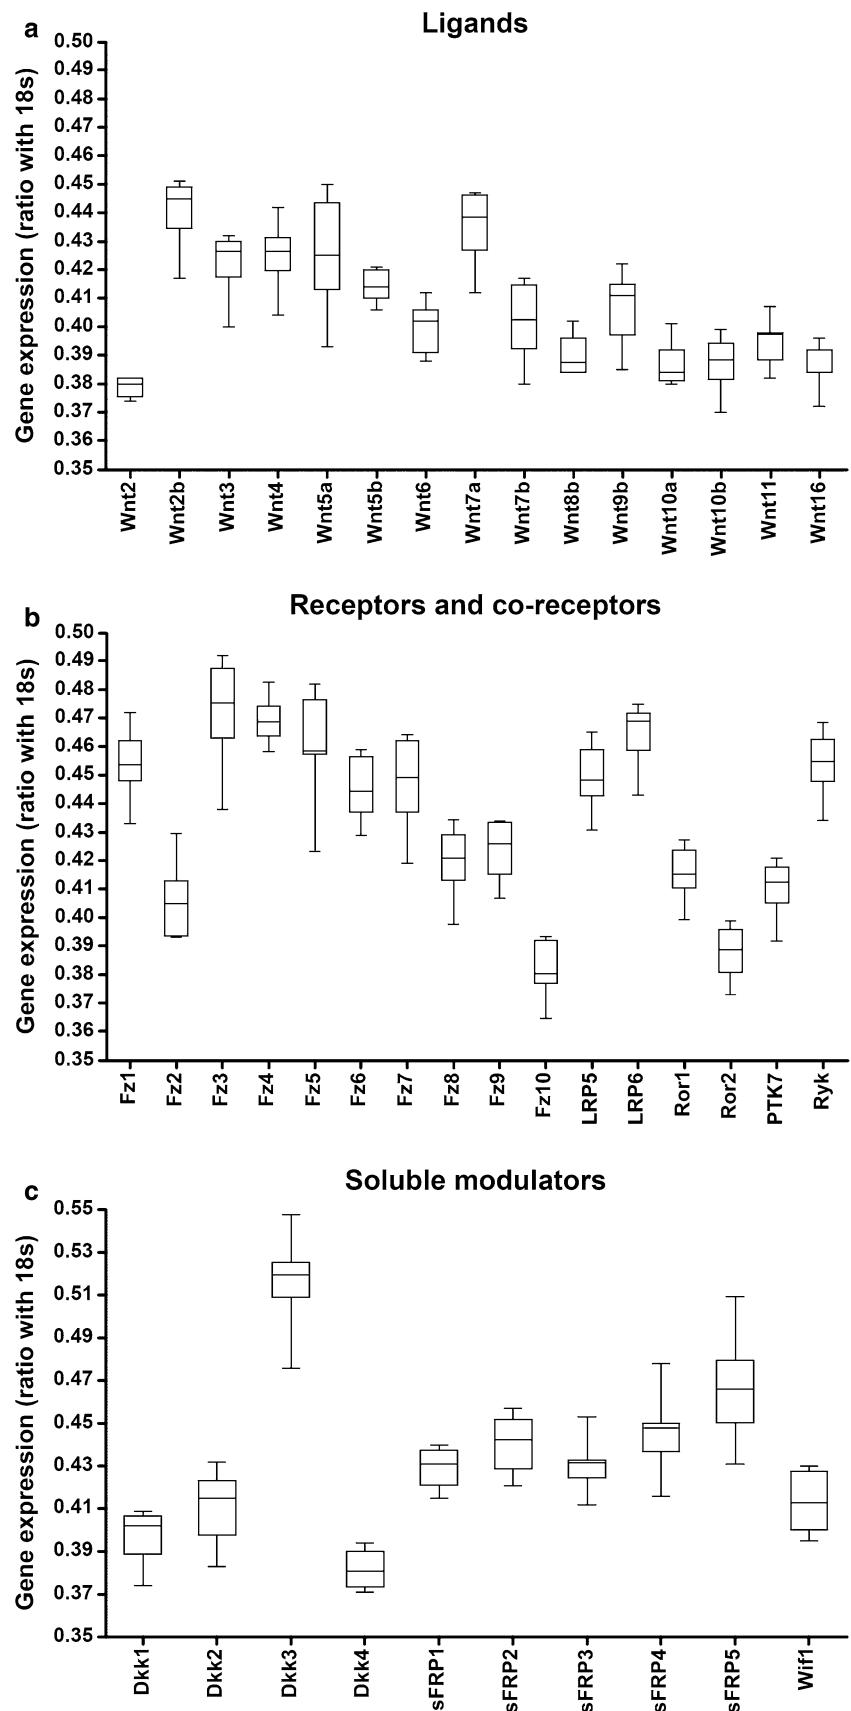 a
Ligands
Gene expression (ratio with 18s)
0.50
0.49
0.48
0.47
0.46
0.45
0.44
0.43
0.42
0.41
0.40
0.39
0.38
0.37
0.36
0.35
Wnt2
Wnt2b
Wnt3
Wnt4
Wnt5a
Wnt5b
Wnt6
Wnt7a
Wnt7b
Wnt8b
Wnt9b
Wnt10a
Wnt10b
Wnt11
Wnt16
b
Receptors and co-receptors
Gene expression (ratio with 18s)
0.50
0.49
0.48
0.47
0.46
0.45
0.44
0.43
0.42
0.41
0.40
0.39
0.38
0.37
0.36
0.35
Fz1
Fz2
Fz3
Fz4
Fz5
Fz6
Fz7
Fz8
Fz9
Fz10
LRP5
LRP6
Ror1
Ror2
PTK7
Ryk
c
Soluble modulators
Gene expression (ratio with 18s)
0.55
0.53
0.51
0.49
0.47
0.45
0.43
0.41
0.39
0.37
0.35
Dkk1
Dkk2
Dkk3
Dkk4
sFRP1
sFRP2
sFRP3
sFRP4
sFRP5
Wif1